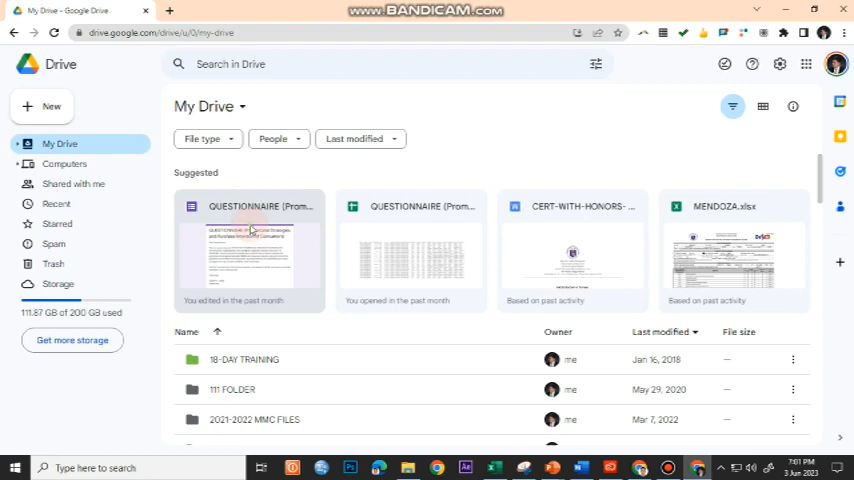 My Drive - Google Drive
www.BANDICAM.com
drive.google.com/drive/u/0/my-drive
Drive
Search in Drive
New
My Drive
My Drive
File type
People
Last modified
Computers
Shared with me
Recent
Starred
Spam
Trash
Storage
111.87 GB of 200 GB used
Get more storage
Suggested
QUESTIONNAIRE (Prom...
QUESTIONNAIRE (Prom...
CERT-WITH-HONORS- ...
MENDOZA.xlsx
You edited in the past month
You opened in the past month
Based on past activity
Based on past activity
Name
Owner
Last modified
File size
18-DAY TRAINING
me
Jan 16, 2018
—
111 FOLDER
me
May 29, 2020
—
2021-2022 MMC FILES
me
Mar 7, 2022
—
Type here to search
7:01 PM
3 Jun 2023